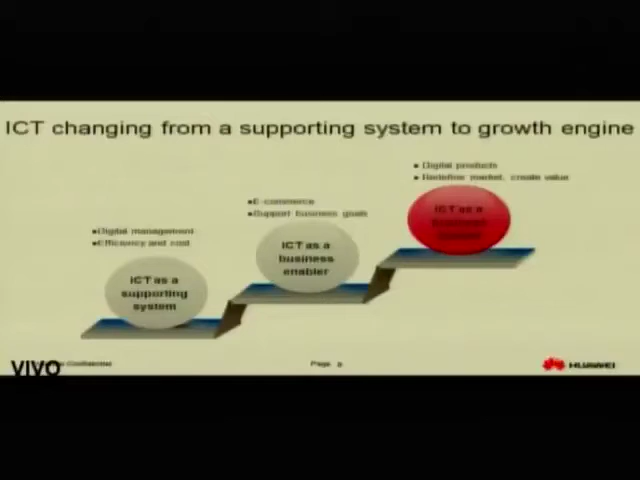 ICT changing from a supporting system to growth engine
● Digital products
● Redefine market, create value
●E-commerce
●Support business goals
●Digital management
●Efficiency and cost
ICT as a
ICT as a
business
enabler
ICT as a
supporting
system
Confidential
Page
HUAWEI
VIVO